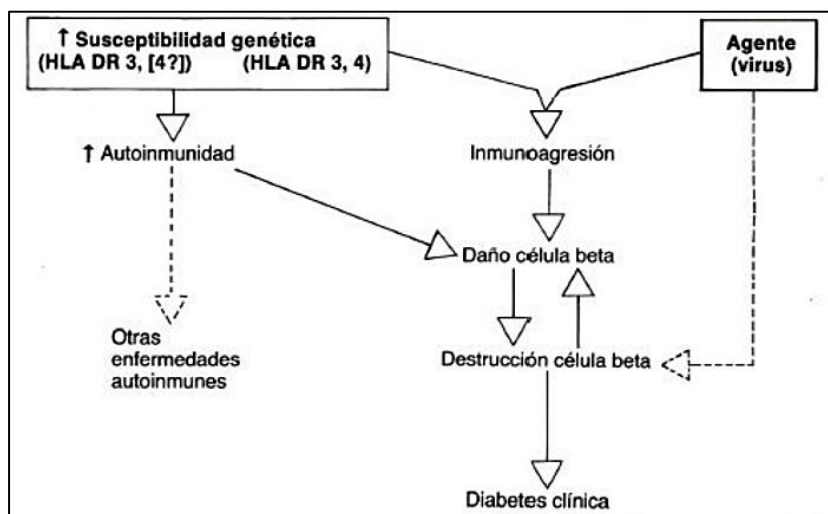 ↑ Susceptibilidad genética
(HLA DR 3, [4?]) (HLA DR 3, 4)
Agente
(virus)
↑ Autoinmunidad
Inmunoagresión
Daño célula beta
Otras
enfermedades
autoinmunes
Destrucción célula beta
Diabetes clínica